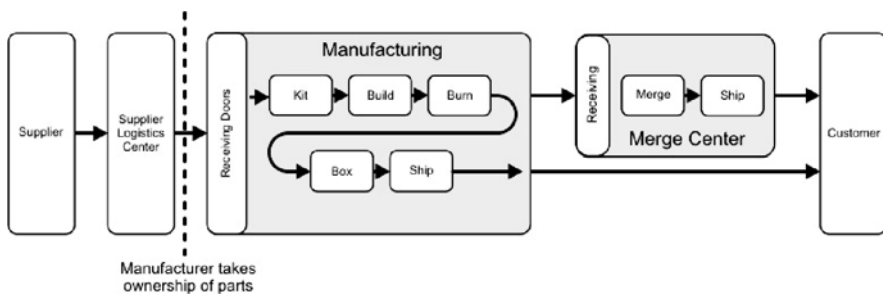 Supplier
Supplier
Logistics
Center
Manufacturer takes
ownership of parts
Receiving Doors
Manufacturing
Kit
Build
Burn
Box
Ship
Receiving
Merge
Ship
Merge Center
Customer